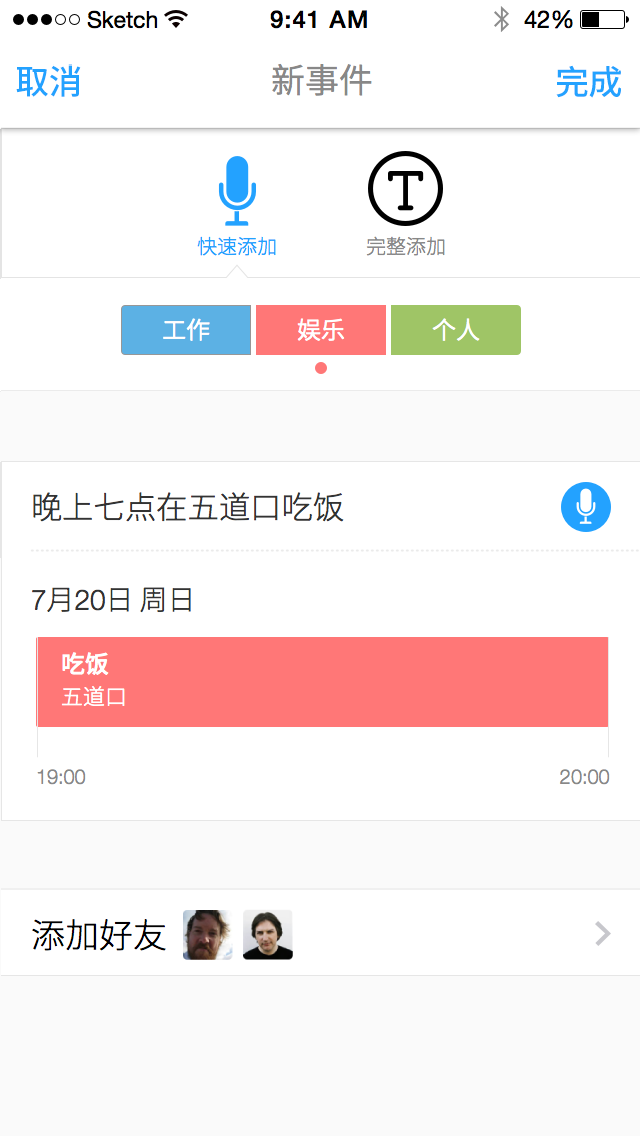 Sketch 9:41 AM 42%
取消 新事件 完成
T
快速添加 完整添加
工作 娱乐 个人
晚上七点在五道口吃饭
7月20日 周日
吃饭
五道口
19:00 20:00
添加好友